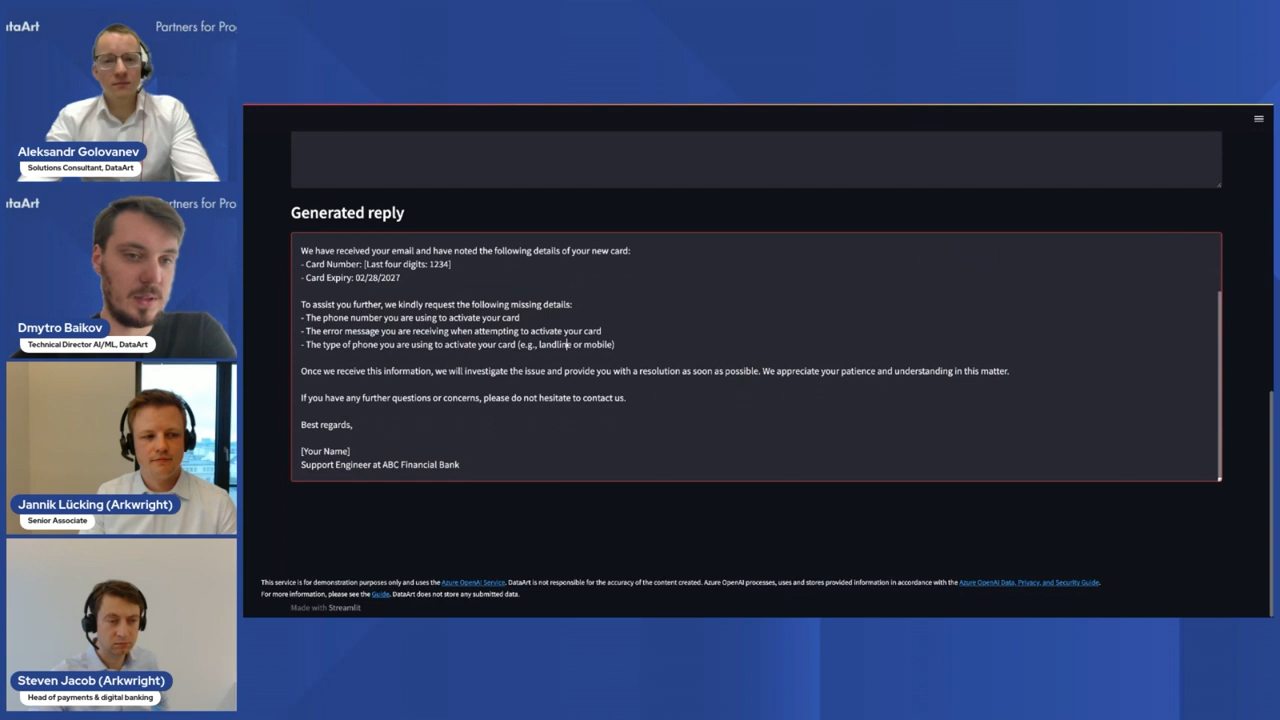 taArt
Partners for Pro
Aleksandr Golovanev
Solutions Consultant, DataArt
taArt
rtners for Pro
Dmytro Baikov
Technical Director AI/ML, DataArt
Jannik Lücking (Arkwright)
Senior Associate
Steven Jacob (Arkwright)
Head of payments & digital banking
Generated reply
We have received your email and have noted the following details of your new card:
- Card Number: [Last four digits: 1234]
- Card Expiry: 02/28/2027
To assist you further, we kindly request the following missing details:
- The phone number you are using to activate your card
- The error message you are receiving when attempting to activate your card
- The type of phone you are using to activate your card (e.g., landline or mobile)
Once we receive this information, we will investigate the issue and provide you with a resolution as soon as possible. We appreciate your patience and understanding in this matter.
If you have any further questions or concerns, please do not hesitate to contact us.
Best regards,
[Your Name]
Support Engineer at ABC Financial Bank
This service is for demonstration purposes only and uses the Azure OpenAI Service. DataArt is not responsible for the accuracy of the content created. Azure OpenAI processes, uses and stores provided information in accordance with the Azure OpenAI Data, Privacy, and Security Guide.
For more information, please see the Guide. DataArt does not store any submitted data.
Made with Streamlit